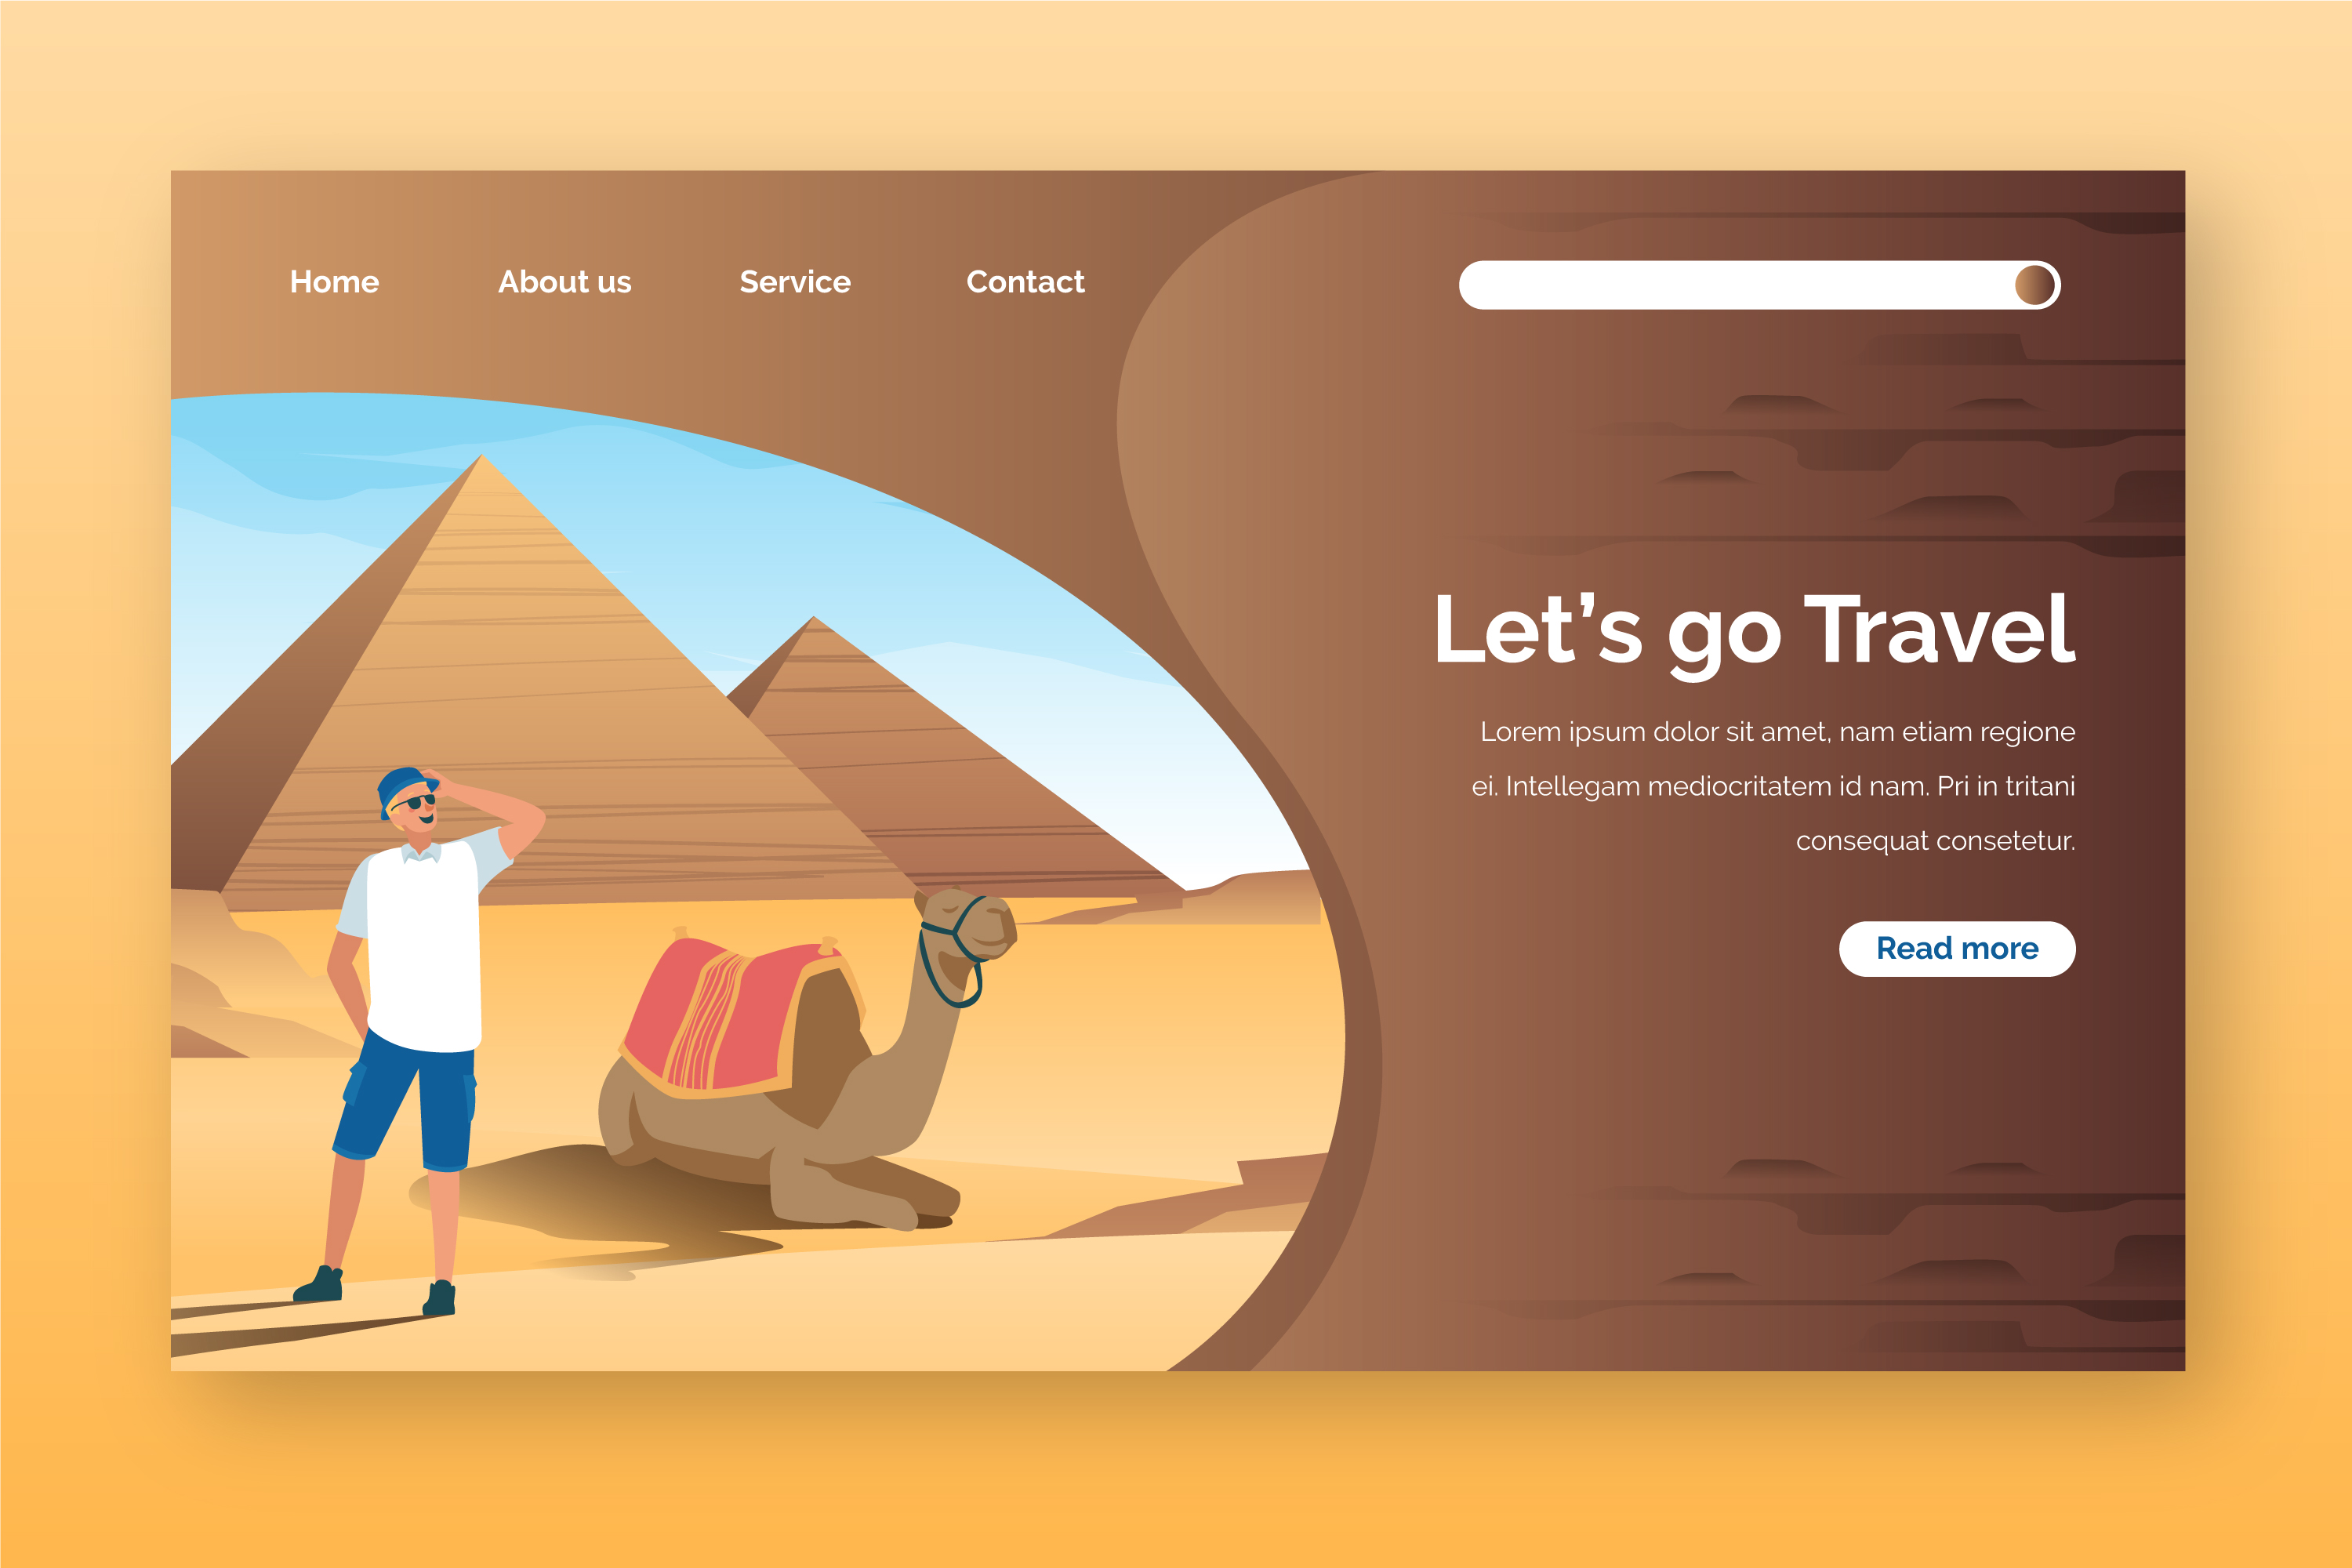 Home About us Service Contact
Let’s go Travel
Lorem ipsum dolor sit amet, nam etiam regione
ei. Intellegam mediocritatem id nam. Pri in tritani
consequat consetetur.
Read more